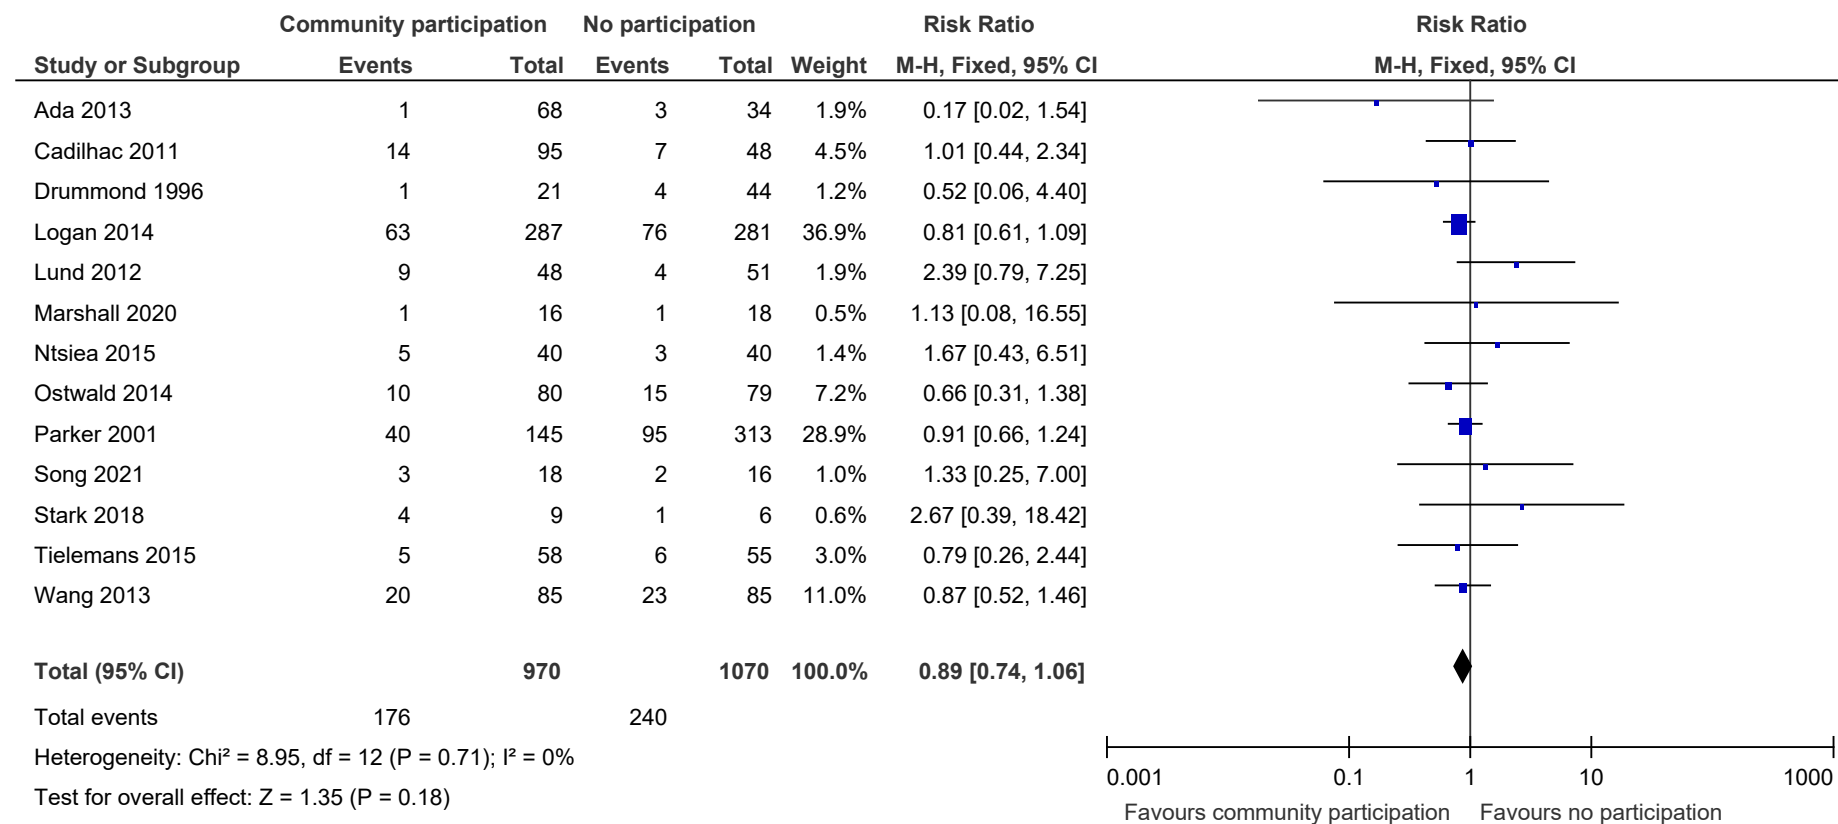 Community participation No participation Risk Ratio Risk Ratio
Study or Subgroup Events Total Events Total Weight M-H, Fixed, 95% CI M-H, Fixed, 95% CI
Ada 2013 1 68 3 34 1.9% 0.17 [0.02, 1.54]
Cadilhac 2011 14 95 7 48 4.5% 1.01 [0.44, 2.34]
Drummond 1996 1 21 4 44 1.2% 0.52 [0.06, 4.40]
Logan 2014 63 287 76 281 36.9% 0.81 [0.61, 1.09]
Lund 2012 9 48 4 51 1.9% 2.39 [0.79, 7.25]
Marshall 2020 1 16 1 18 0.5% 1.13 [0.08, 16.55]
Ntsiea 2015 5 40 3 40 1.4% 1.67 [0.43, 6.51]
Ostwald 2014 10 80 15 79 7.2% 0.66 [0.31, 1.38]
Parker 2001 40 145 95 313 28.9% 0.91 [0.66, 1.24]
Song 2021 3 18 2 16 1.0% 1.33 [0.25, 7.00]
Stark 2018 4 9 1 6 0.6% 2.67 [0.39, 18.42]
Tielemans 2015 5 58 6 55 3.0% 0.79 [0.26, 2.44]
Wang 2013 20 85 23 85 11.0% 0.87 [0.52, 1.46]
Total (95% CI) 970 1070 100.0% 0.89 [0.74, 1.06]
Total events 176 240
Heterogeneity: Chi² = 8.95, df = 12 (P = 0.71); I² = 0%
Test for overall effect: Z = 1.35 (P = 0.18)
0.001 0.1 1 10 1000
Favours community participation Favours no participation